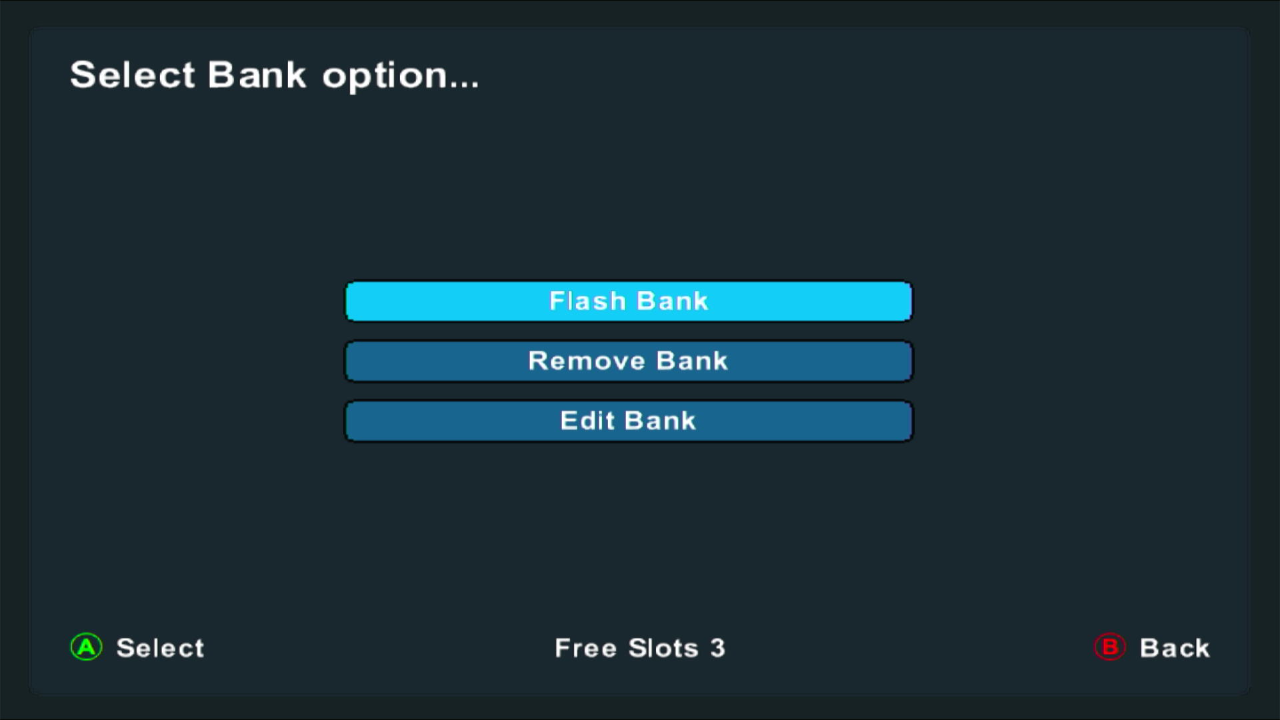 Select Bank option...
Flash Bank
Remove Bank
Edit Bank
A Select Free Slots 3 B Back